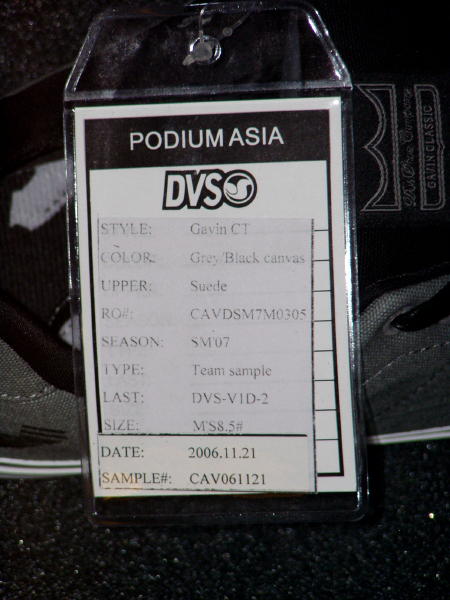 PODIUM ASIA
DVS
STYLE: Gavin CT
COLOR: Grey/Black canvas
UPPER: Suede
RO#: CAVDSM7M0305
SEASON: SM'07
TYPE: Team sample
LAST: DVS-V1D-2
SIZE: M'S8.5#
DATE: 2006.11.21
SAMPLE#: CAV061121
GAVIN CLASSIC